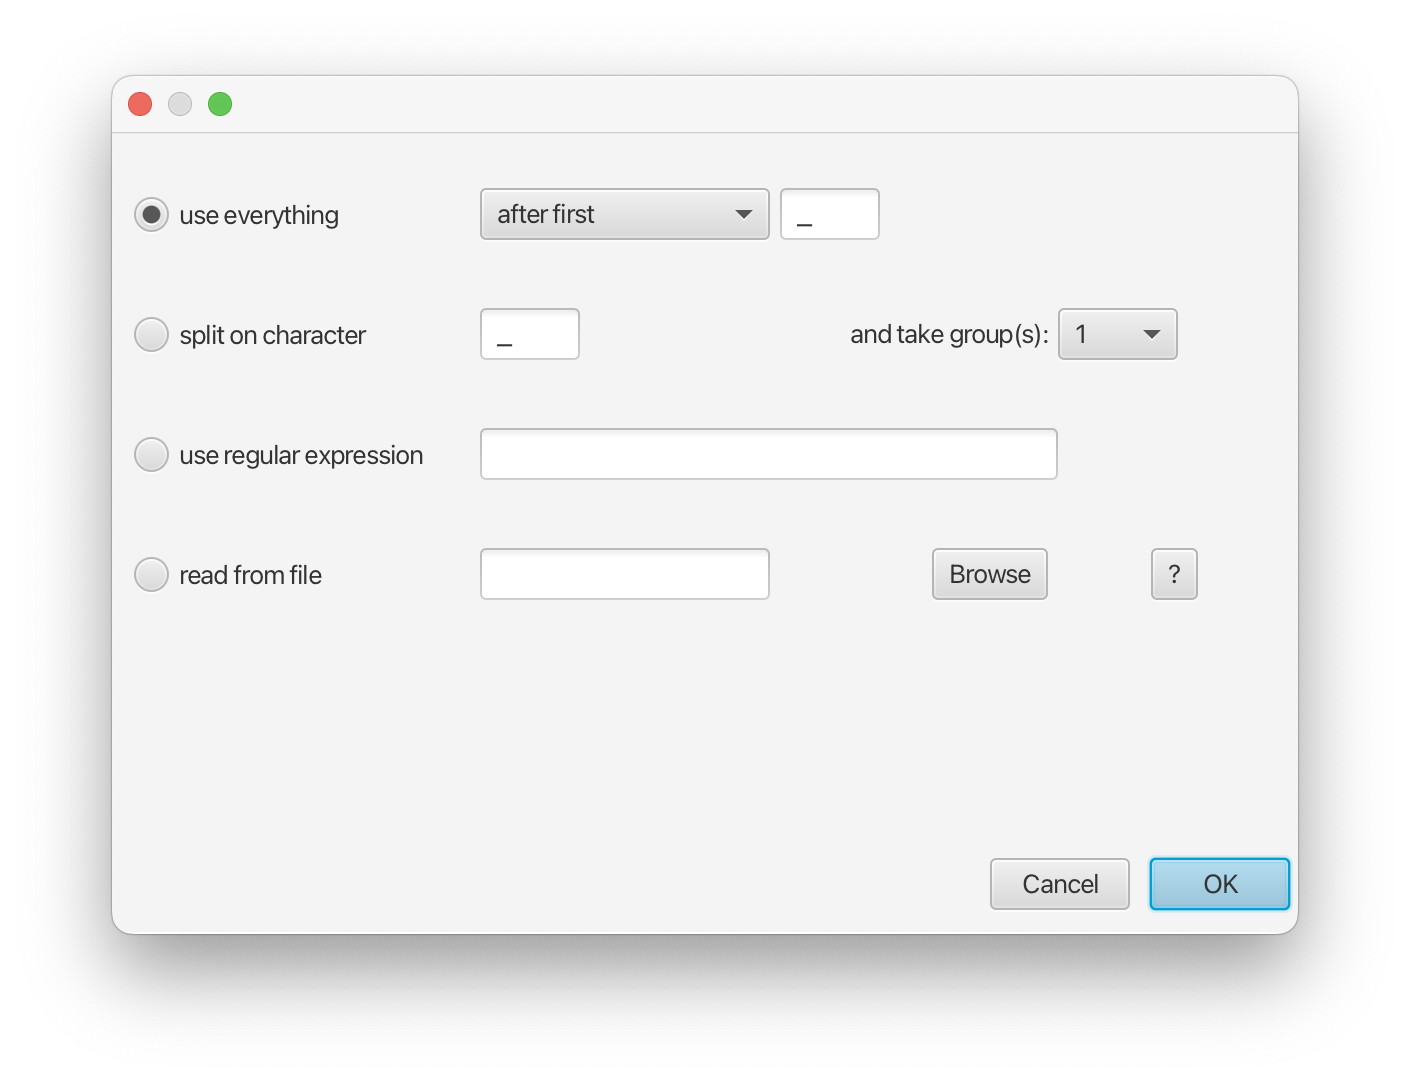 use everything after first _
split on character _ and take group(s): 1
use regular expression
read from file Browse ?
Cancel OK